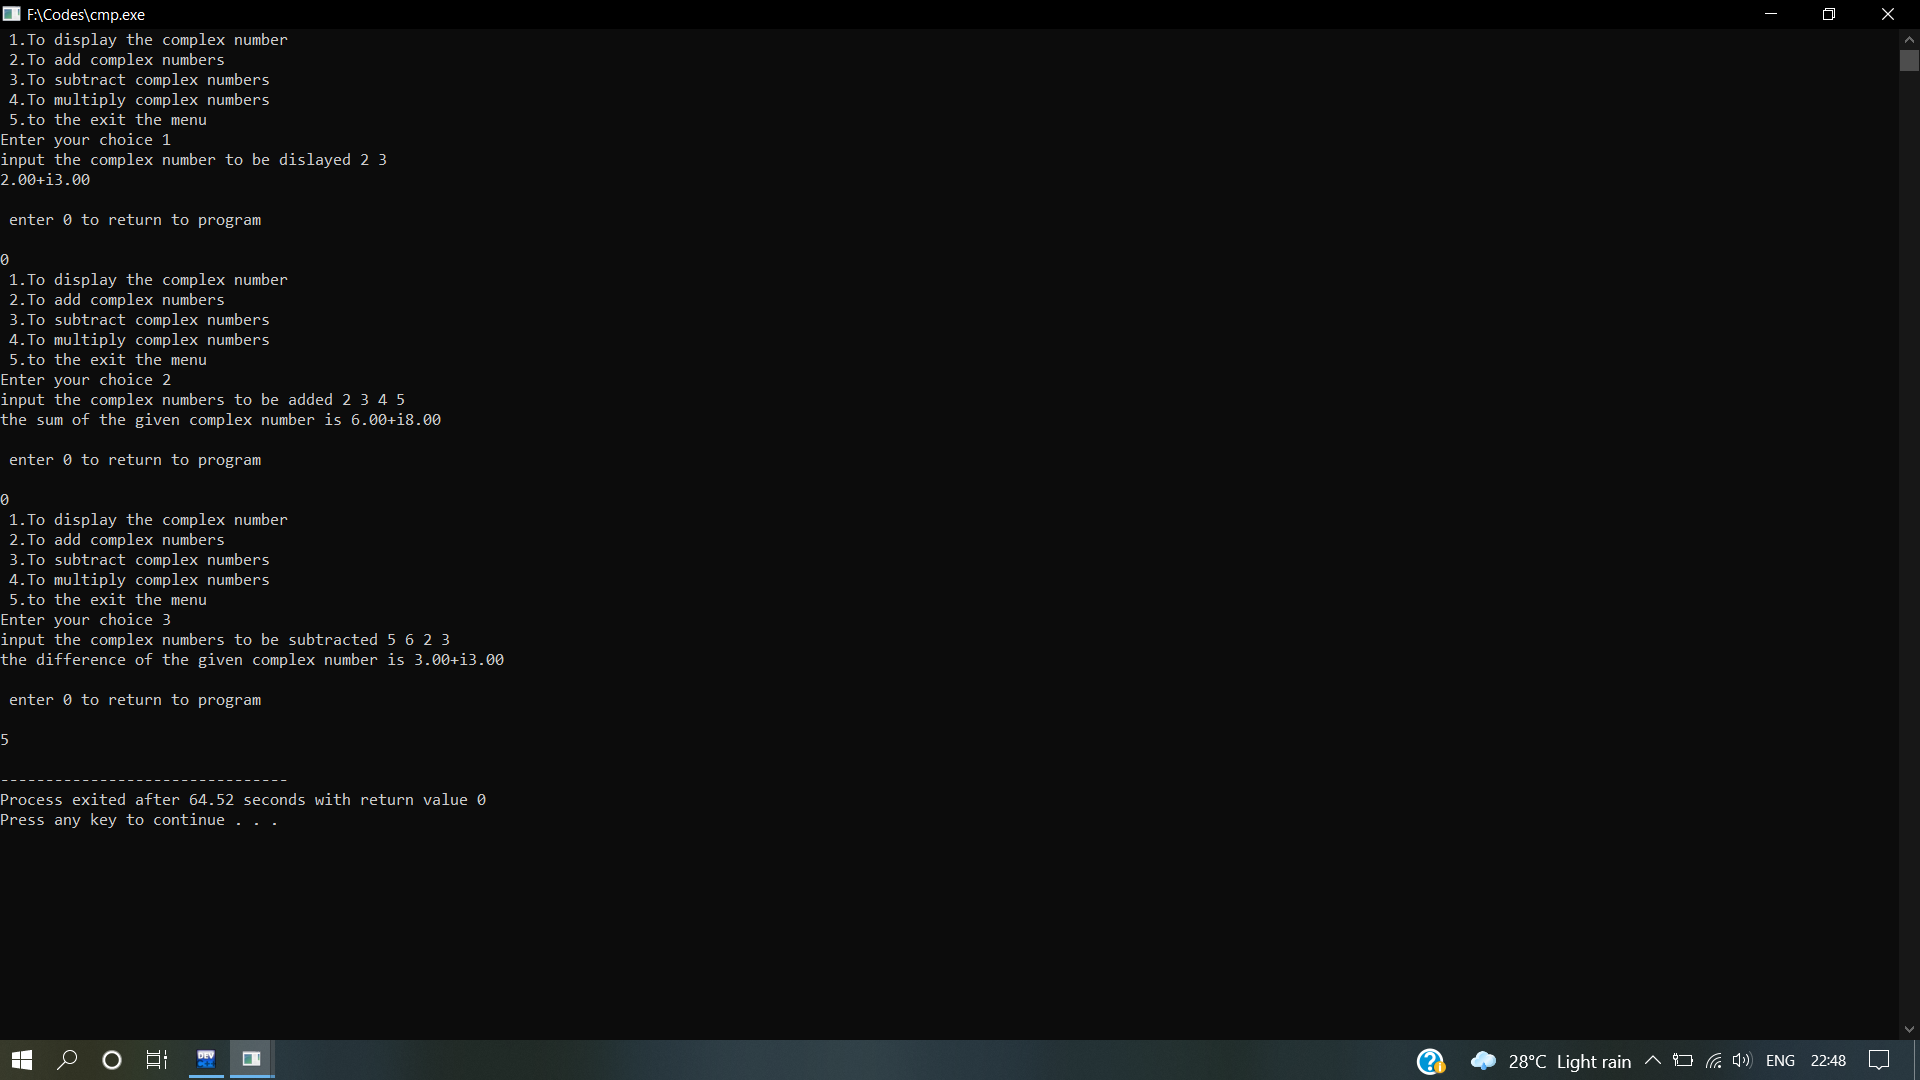 F:\Codes\cmp.exe
1.To display the complex number
2.To add complex numbers
3.To subtract complex numbers
4.To multiply complex numbers
5.to the exit the menu
Enter your choice 1
input the complex number to be dislayed 2 3
2.00+i3.00
enter 0 to return to program
0
1.To display the complex number
2.To add complex numbers
3.To subtract complex numbers
4.To multiply complex numbers
5.to the exit the menu
Enter your choice 2
input the complex numbers to be added 2 3 4 5
the sum of the given complex number is 6.00+i8.00
enter 0 to return to program
0
1.To display the complex number
2.To add complex numbers
3.To subtract complex numbers
4.To multiply complex numbers
5.to the exit the menu
Enter your choice 3
input the complex numbers to be subtracted 5 6 2 3
the difference of the given complex number is 3.00+i3.00
enter 0 to return to program
5
--------------------------------
Process exited after 64.52 seconds with return value 0
Press any key to continue . . .
DEV 28°C Light rain ENG 22:48